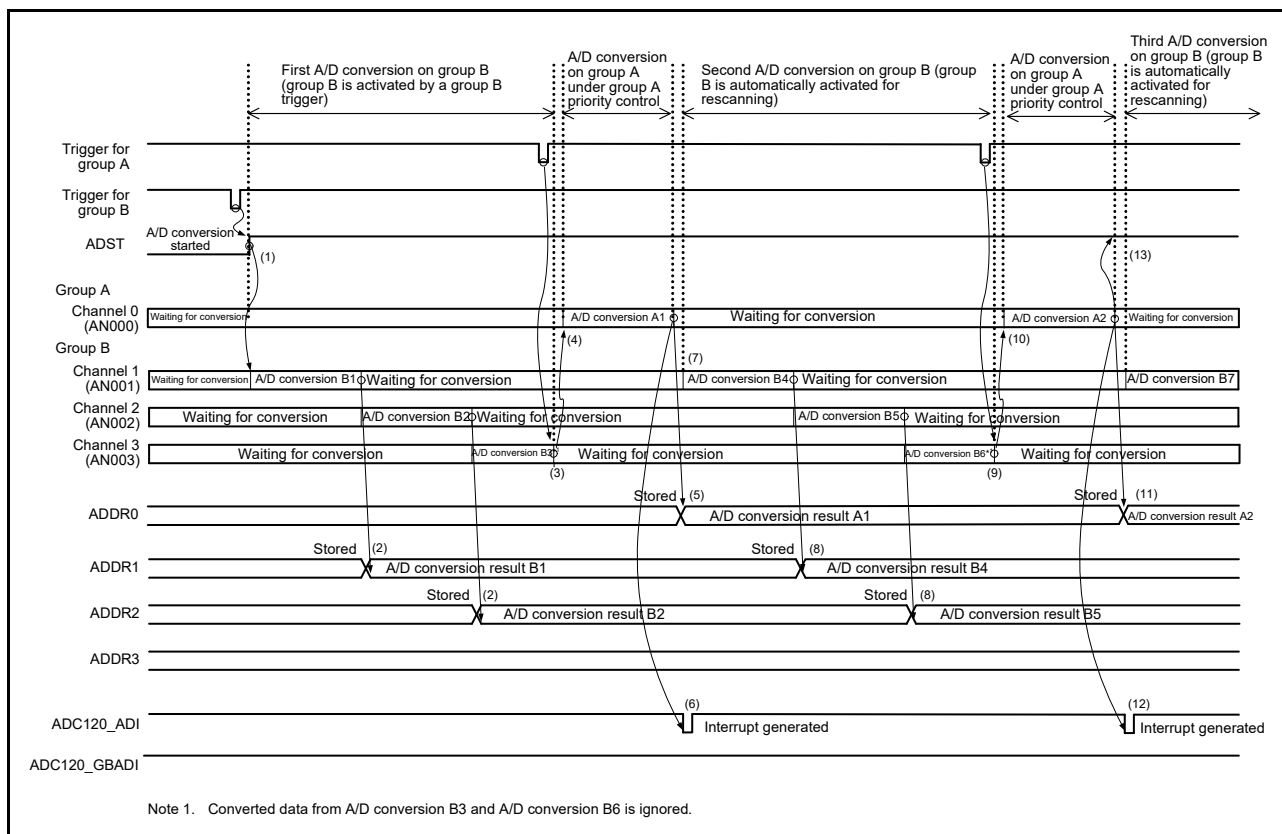 First A/D conversion on group B
(group B is activated by a group B
trigger)
A/D conversion
on group A
under group A
priority control
Second A/D conversion on group B (group
B is automatically activated for
rescanning)
A/D conversion
on group A
under group A
priority control
Third A/D conversion
on group B (group B
is automatically
activated for
rescanning)
Trigger for
group A
Trigger for
group B
ADST
A/D conversion
started
(1)
(13)
Group A
Channel 0
(AN000)
Waiting for conversion
A/D conversion A1
Waiting for conversion
A/D conversion A2
Waiting for conversion
(4)
(10)
Group B
(7)
Channel 1
(AN001)
Waiting for conversion
A/D conversion B1
Waiting for conversion
A/D conversion B4
Waiting for conversion
A/D conversion B7
Channel 2
(AN002)
Waiting for conversion
A/D conversion B2
Waiting for conversion
A/D conversion B5
Waiting for conversion
Channel 3
(AN003)
Waiting for conversion
A/D conversion B3
Waiting for conversion
A/D conversion B6*1
Waiting for conversion
(3)
(9)
ADDR0
Stored
(5)
A/D conversion result A1
Stored
(11)
A/D conversion result A2
ADDR1
Stored
(2)
A/D conversion result B1
Stored
(8)
A/D conversion result B4
ADDR2
Stored
(2)
A/D conversion result B2
Stored
(8)
A/D conversion result B5
ADDR3
ADC120_ADI
(6)
Interrupt generated
(12)
Interrupt generated
ADC120_GBADI
Note 1. Converted data from A/D conversion B3 and A/D conversion B6 is ignored.